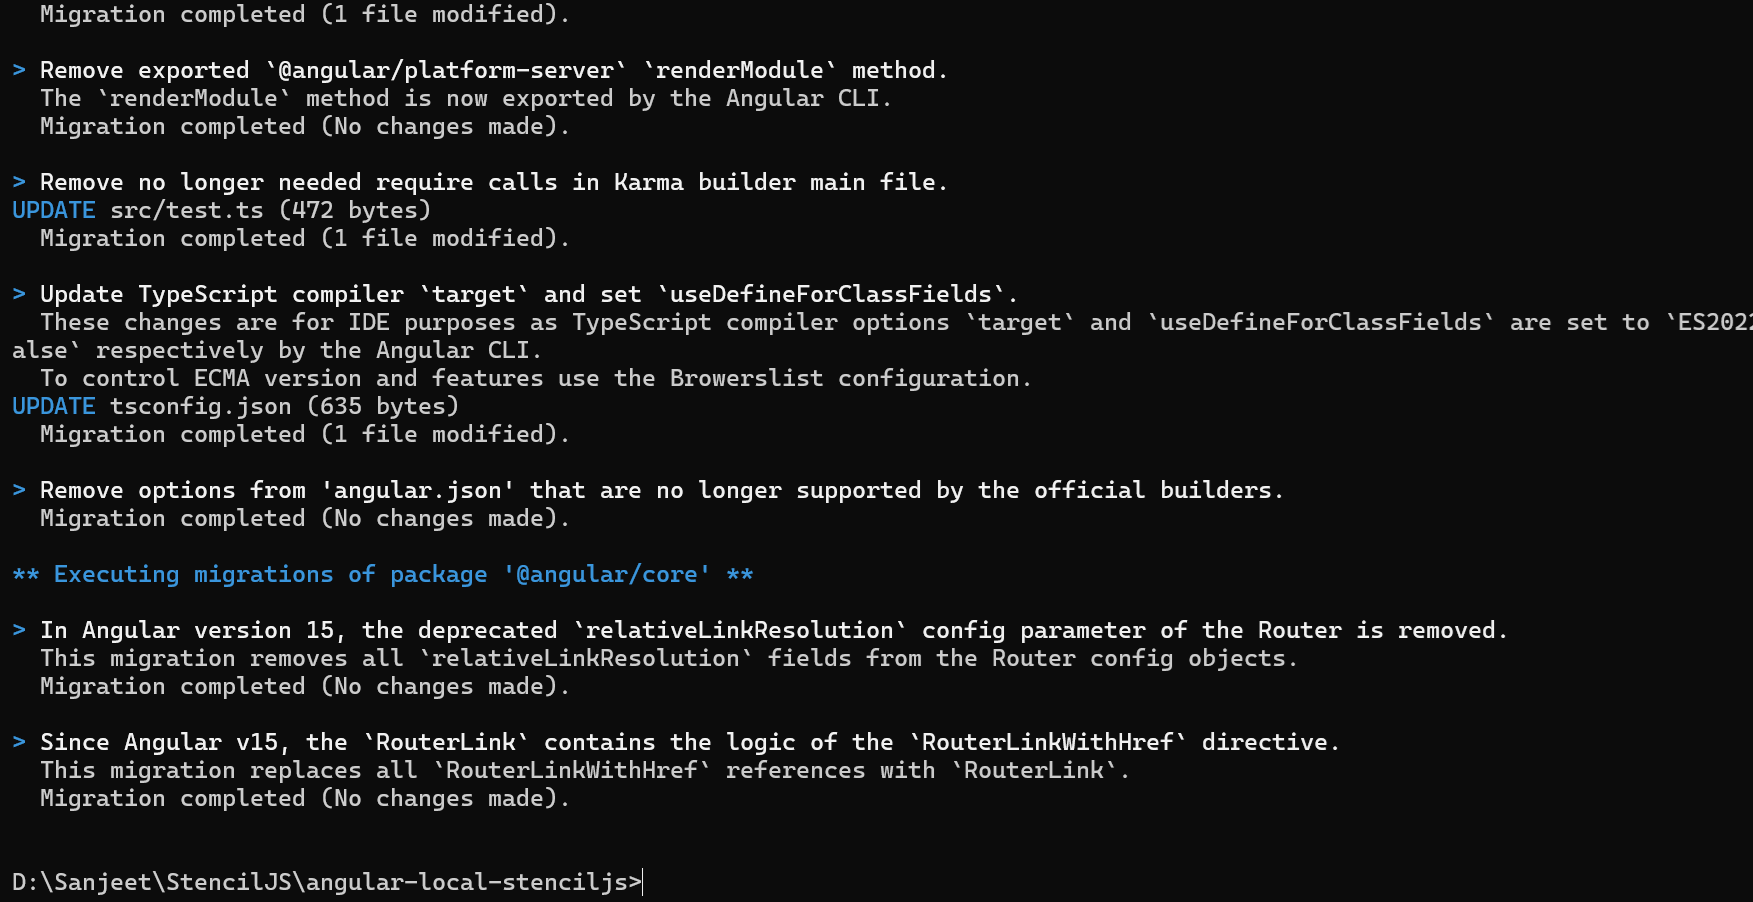 Migration completed (1 file modified).
> Remove exported `@angular/platform-server` `renderModule` method.
The `renderModule` method is now exported by the Angular CLI.
Migration completed (No changes made).
> Remove no longer needed require calls in Karma builder main file.
UPDATE src/test.ts (472 bytes)
Migration completed (1 file modified).
> Update TypeScript compiler `target` and set `useDefineForClassFields`.
These changes are for IDE purposes as TypeScript compiler options `target` and `useDefineForClassFields` are set to `ES2022
alse` respectively by the Angular CLI.
To control ECMA version and features use the Browerslist configuration.
UPDATE tsconfig.json (635 bytes)
Migration completed (1 file modified).
> Remove options from 'angular.json' that are no longer supported by the official builders.
Migration completed (No changes made).
** Executing migrations of package '@angular/core' **
> In Angular version 15, the deprecated `relativeLinkResolution` config parameter of the Router is removed.
This migration removes all `relativeLinkResolution` fields from the Router config objects.
Migration completed (No changes made).
> Since Angular v15, the `RouterLink` contains the logic of the `RouterLinkWithHref` directive.
This migration replaces all `RouterLinkWithHref` references with `RouterLink`.
Migration completed (No changes made).
D:\Sanjeet\StencilJS\angular-local-stenciljs>